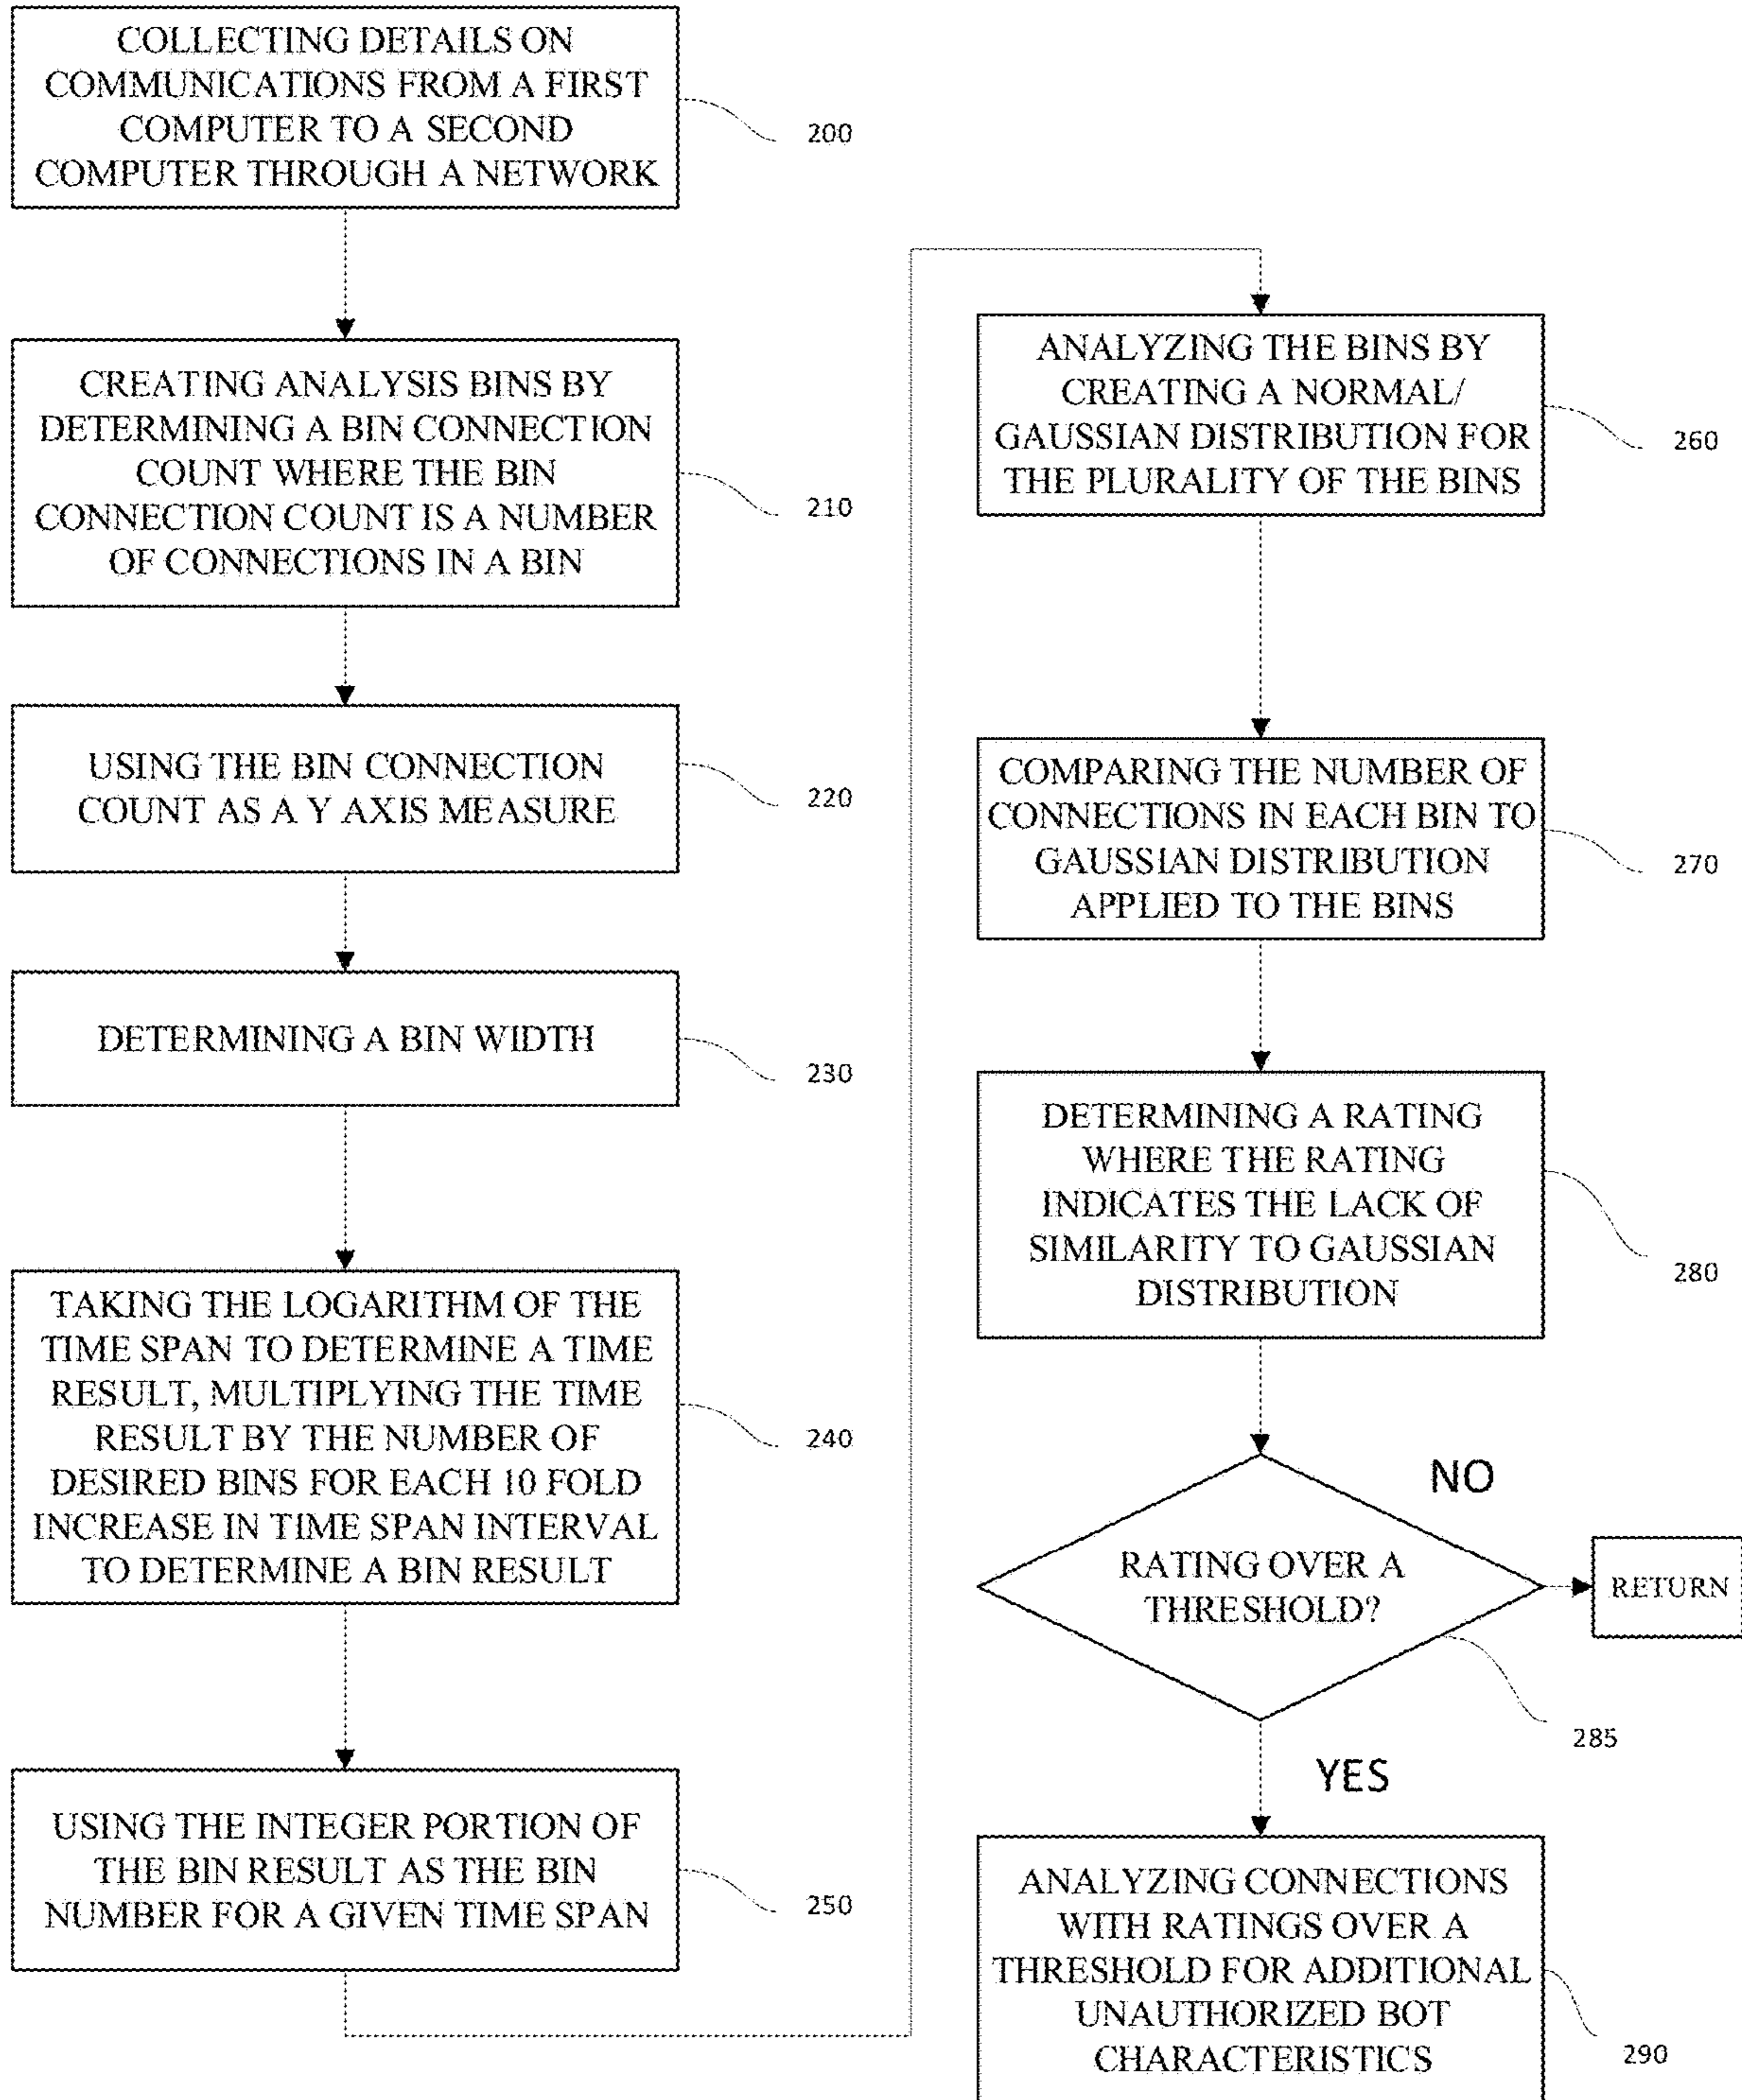 COLLECTING DETAILS ON
COMMUNICATIONS FROM A FIRST
COMPUTER TO A SECOND
COMPUTER THROUGH A NETWORK
200
CREATING ANALYSIS BINS BY
DETERMINING A BIN CONNECTION
COUNT WHERE THE BIN
CONNECTION COUNT IS A NUMBER
OF CONNECTIONS IN A BIN
210
USING THE BIN CONNECTION
COUNT AS A Y AXIS MEASURE
220
DETERMINING A BIN WIDTH
230
TAKING THE LOGARITHM OF THE
TIME SPAN TO DETERMINE A TIME
RESULT, MULTIPLYING THE TIME
RESULT BY THE NUMBER OF
DESIRED BINS FOR EACH 10 FOLD
INCREASE IN TIME SPAN INTERVAL
TO DETERMINE A BIN RESULT
240
USING THE INTEGER PORTION OF
THE BIN RESULT AS THE BIN
NUMBER FOR A GIVEN TIME SPAN
250
ANALYZING THE BINS BY
CREATING A NORMAL/
GAUSSIAN DISTRIBUTION FOR
THE PLURALITY OF THE BINS
260
COMPARING THE NUMBER OF
CONNECTIONS IN EACH BIN TO
GAUSSIAN DISTRIBUTION
APPLIED TO THE BINS
270
DETERMINING A RATING
WHERE THE RATING
INDICATES THE LACK OF
SIMILARITY TO GAUSSIAN
DISTRIBUTION
280
RATING OVER A
THRESHOLD?
285
NO
RETURN
YES
ANALYZING CONNECTIONS
WITH RATINGS OVER A
THRESHOLD FOR ADDITIONAL
UNAUTHORIZED BOT
CHARACTERISTICS
290